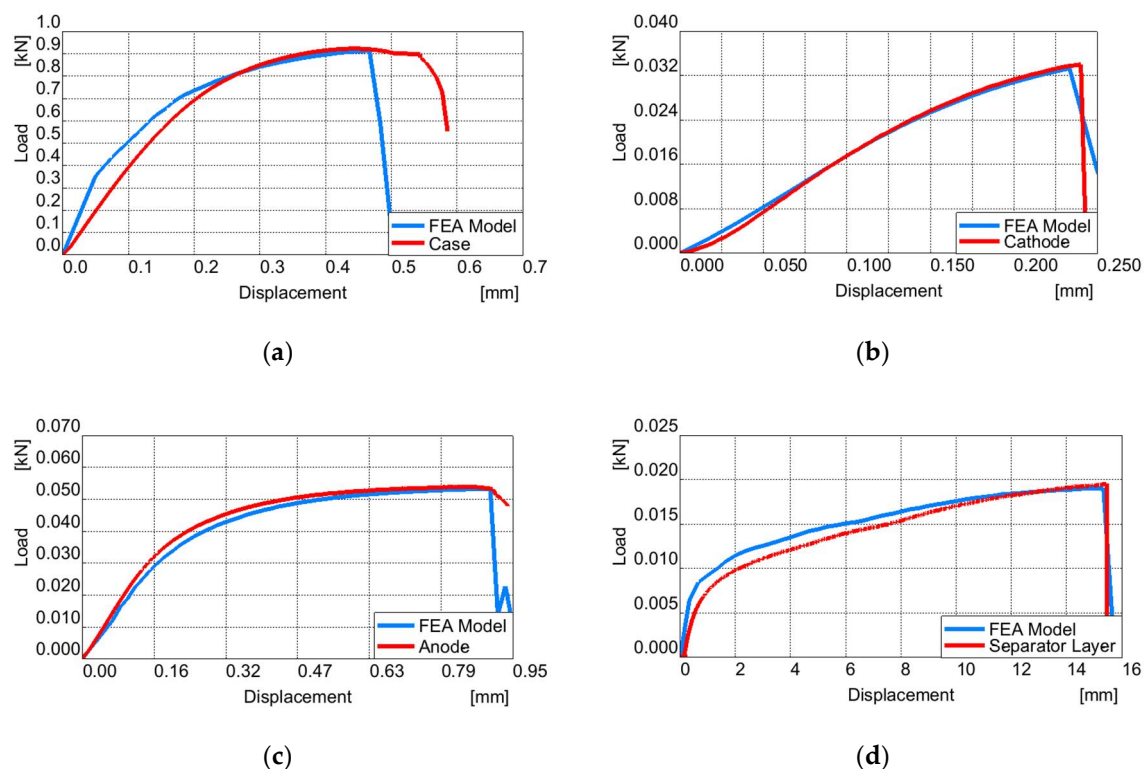 1.0
[kN]
0.9
0.8
0.7
0.6
Load
0.5
0.4
0.3
0.2
0.1
0.0
FEA Model
Case
0.0 0.1 0.2 0.3 0.4 0.5 0.6 0.7
Displacement [mm]
(a)
0.040
[kN]
0.032
0.024
Load
0.016
0.008
0.000
FEA Model
Cathode
0.000 0.050 0.100 0.150 0.200 0.250
Displacement [mm]
(b)
0.070
[kN]
0.060
0.050
0.040
Load
0.030
0.020
0.010
0.000
FEA Model
Anode
0.00 0.16 0.32 0.47 0.63 0.79 0.95
Displacement [mm]
(c)
0.025
[kN]
0.020
0.015
Load
0.010
0.005
0.000
FEA Model
Separator Layer
0 2 4 6 8 10 12 14 16
Displacement [mm]
(d)